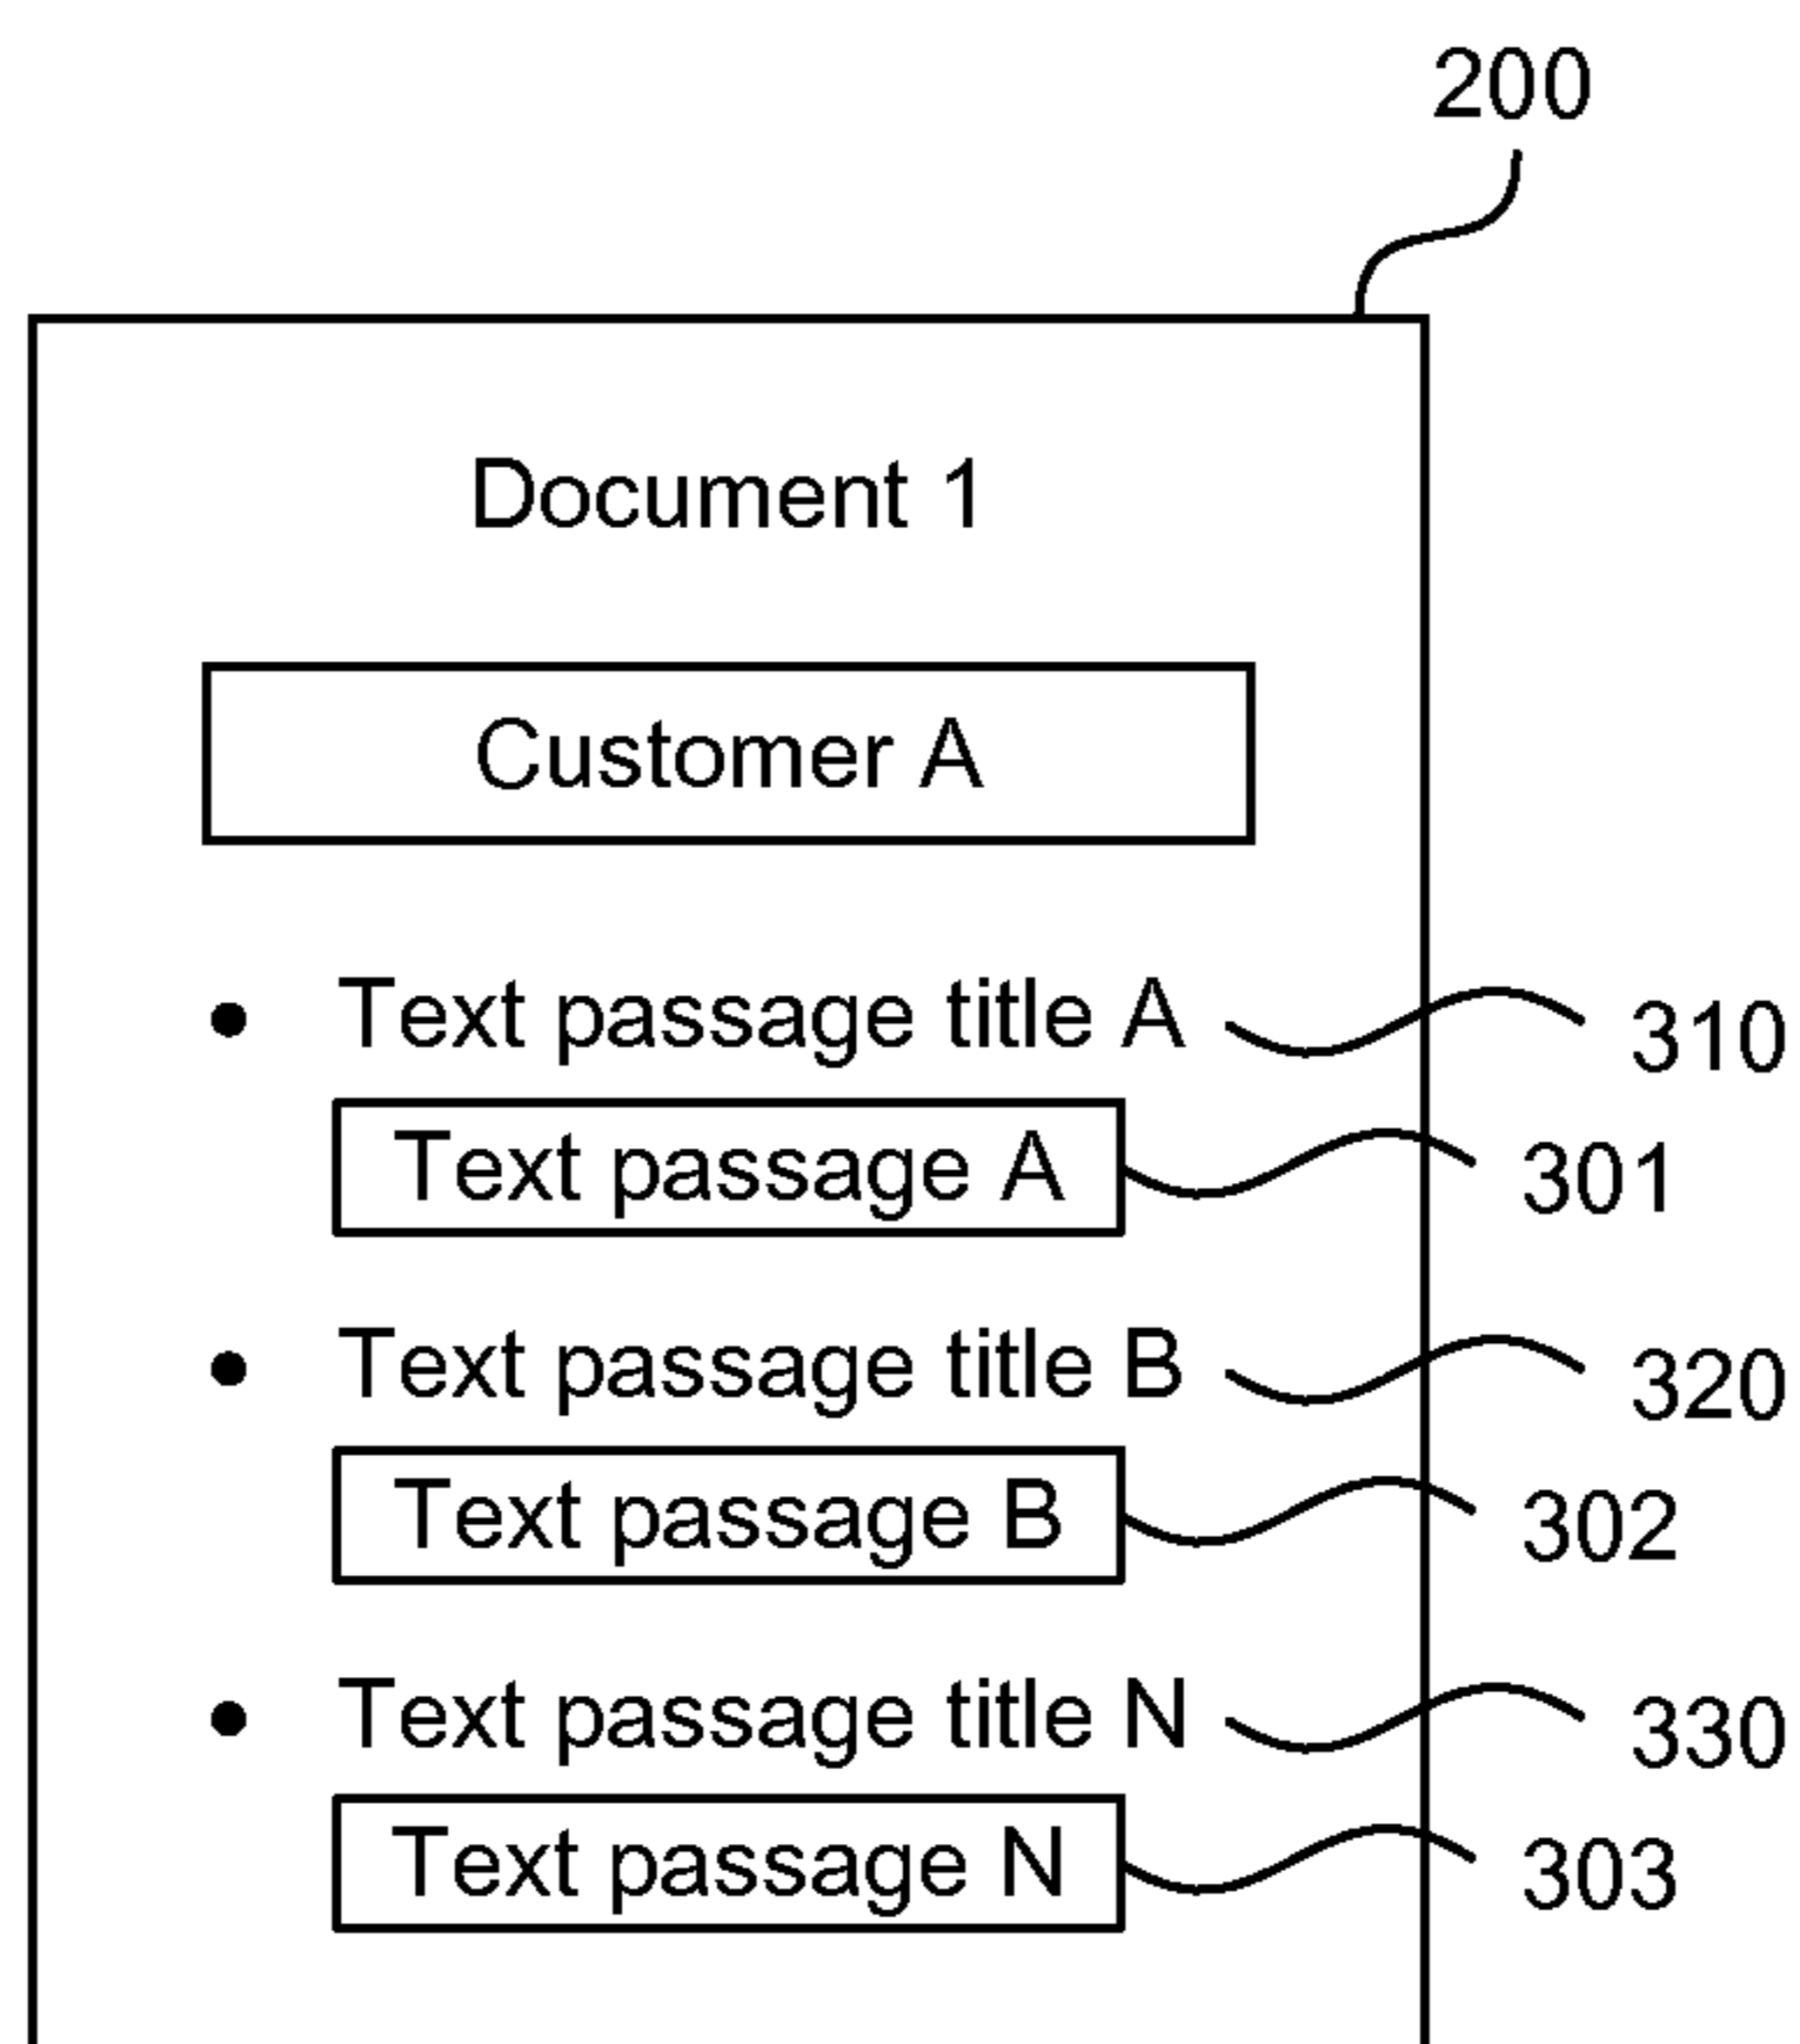 200
Document 1
Customer A
• Text passage title A 310
Text passage A 301
• Text passage title B 320
Text passage B 302
• Text passage title N 330
Text passage N 303